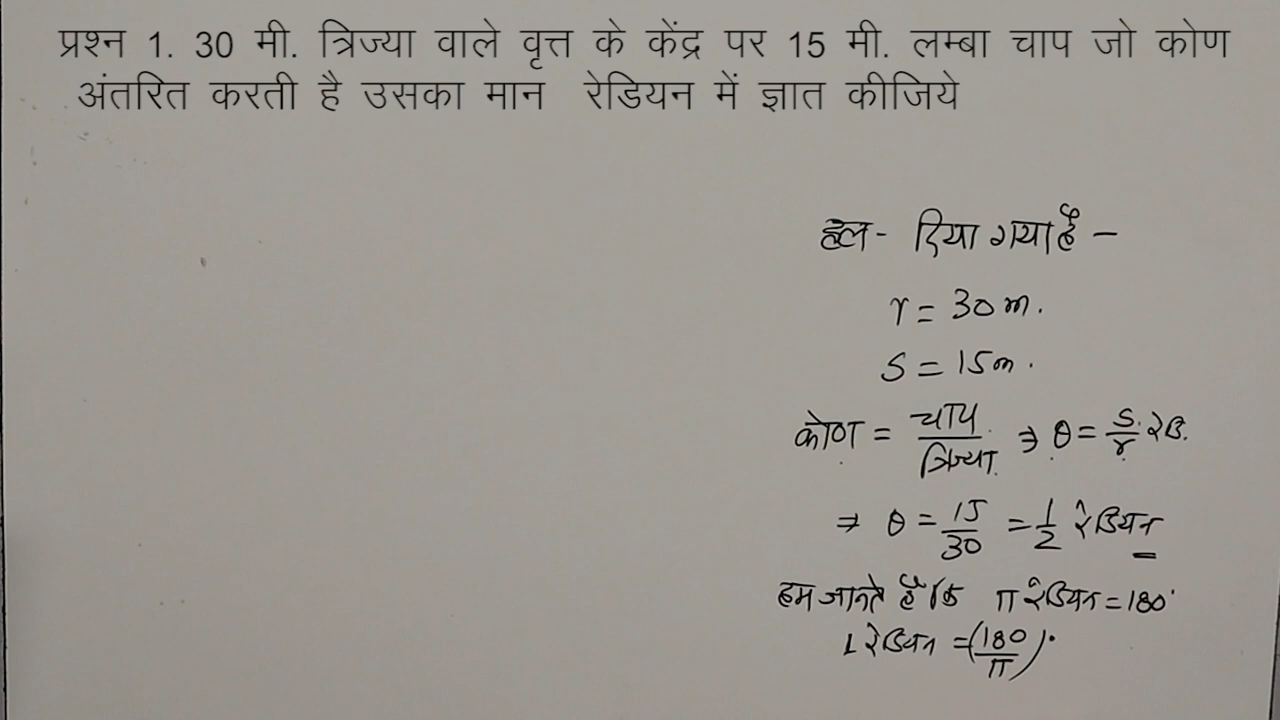 प्रश्न 1. 30 मी. त्रिज्या वाले वृत्त के केंद्र पर 15 मी. लम्बा चाप जो कोण
अंतरित करती है उसका मान रेडियन में ज्ञात कीजिये
हल- दिया गया है –
r = 30 m.
S = 15 m.
कोण = चाप/त्रिज्या ⇒ θ = S/r रेडि.
⇒ θ = 15/30 = 1/2 रेडियन
हम जानते हैं कि π रेडियन = 180°
1 रेडियन = (180/π)°